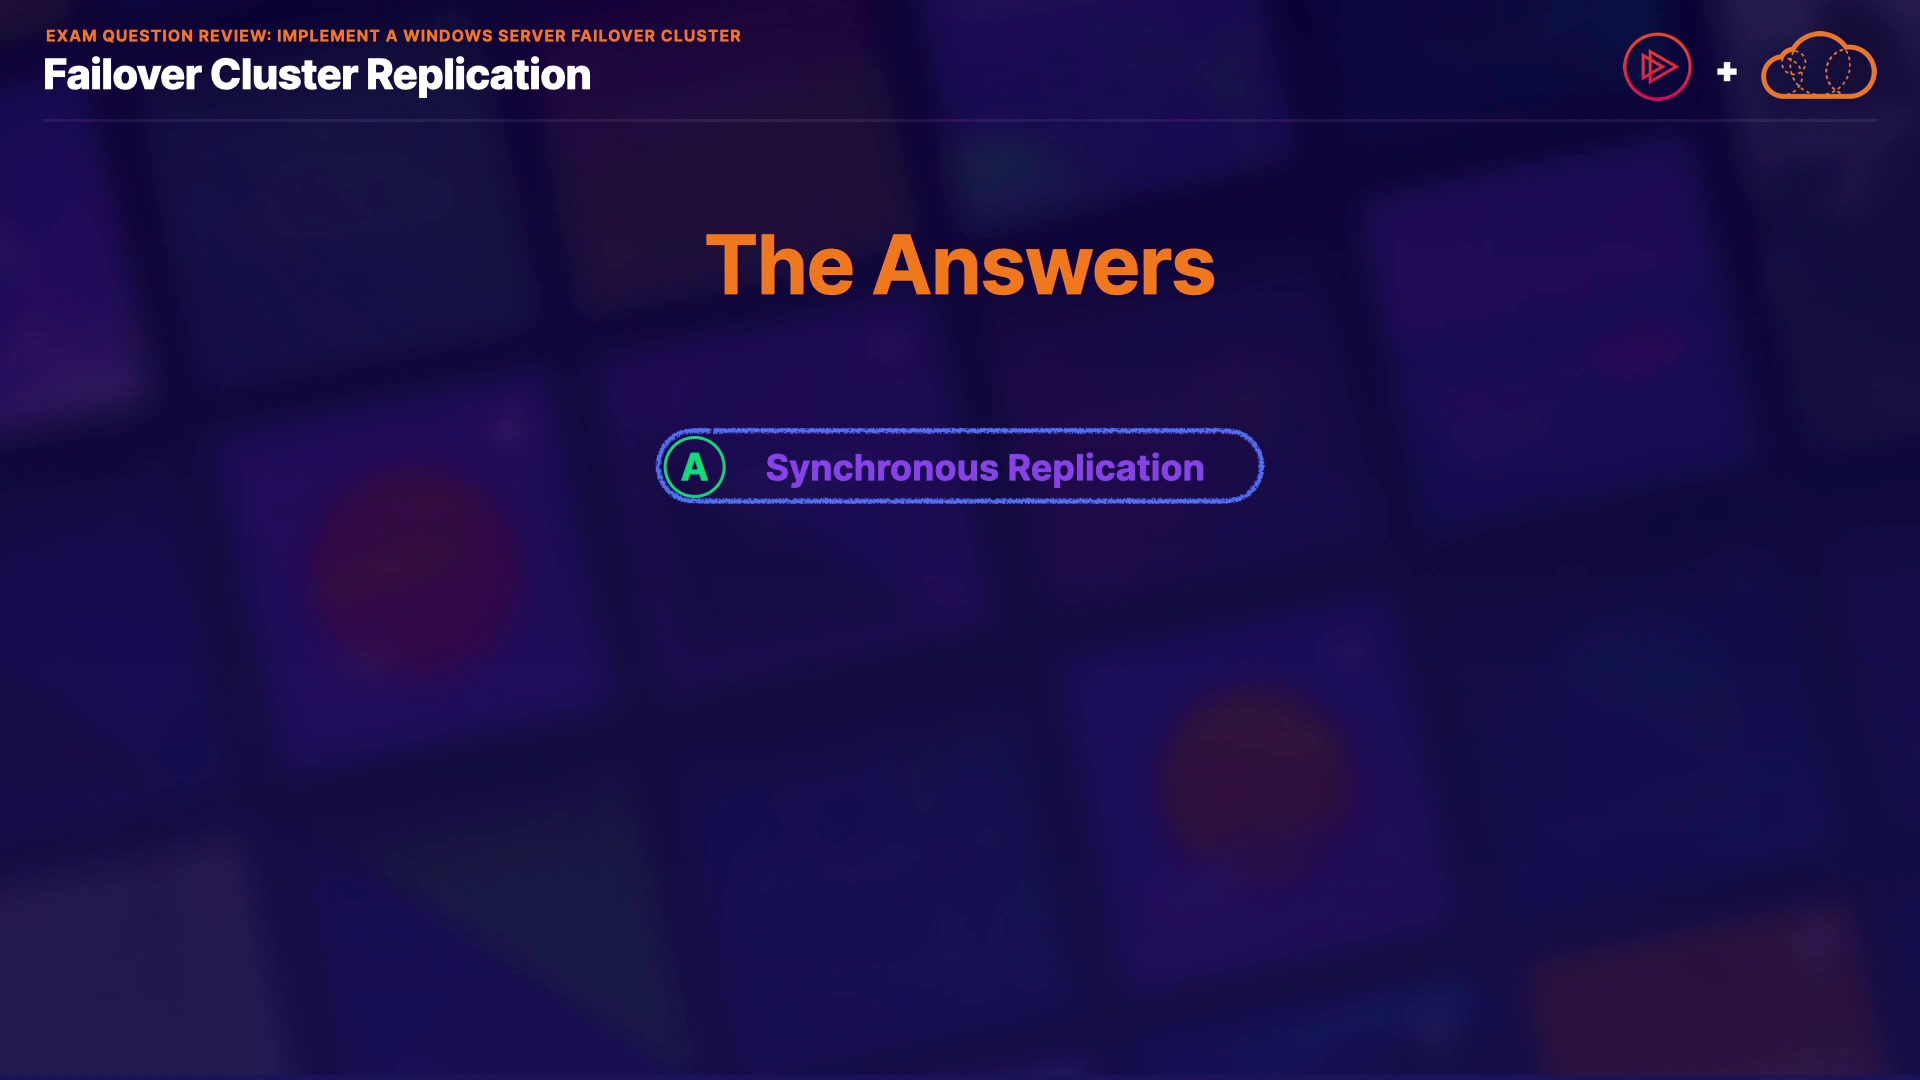 EXAM QUESTION REVIEW: IMPLEMENT A WINDOWS SERVER FAILOVER CLUSTER
Failover Cluster Replication
+
The Answers
A Synchronous Replication